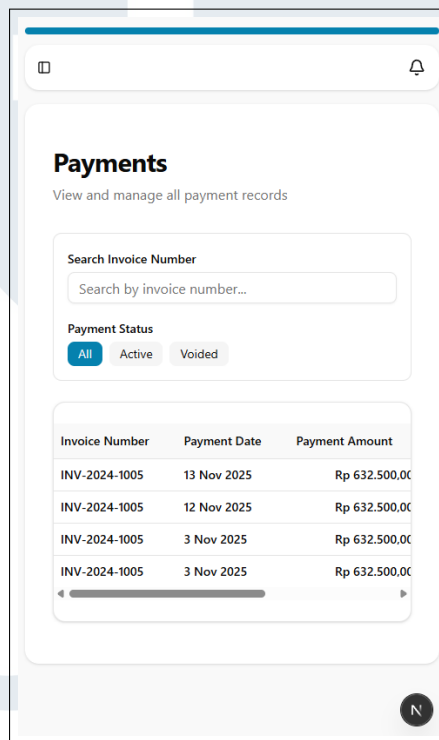 Payments
View and manage all payment records
Search Invoice Number
Search by invoice number...
Payment Status
All Active Voided
Invoice Number Payment Date Payment Amount
INV-2024-1005 13 Nov 2025 Rp 632.500,00
INV-2024-1005 12 Nov 2025 Rp 632.500,00
INV-2024-1005 3 Nov 2025 Rp 632.500,00
INV-2024-1005 3 Nov 2025 Rp 632.500,00
N